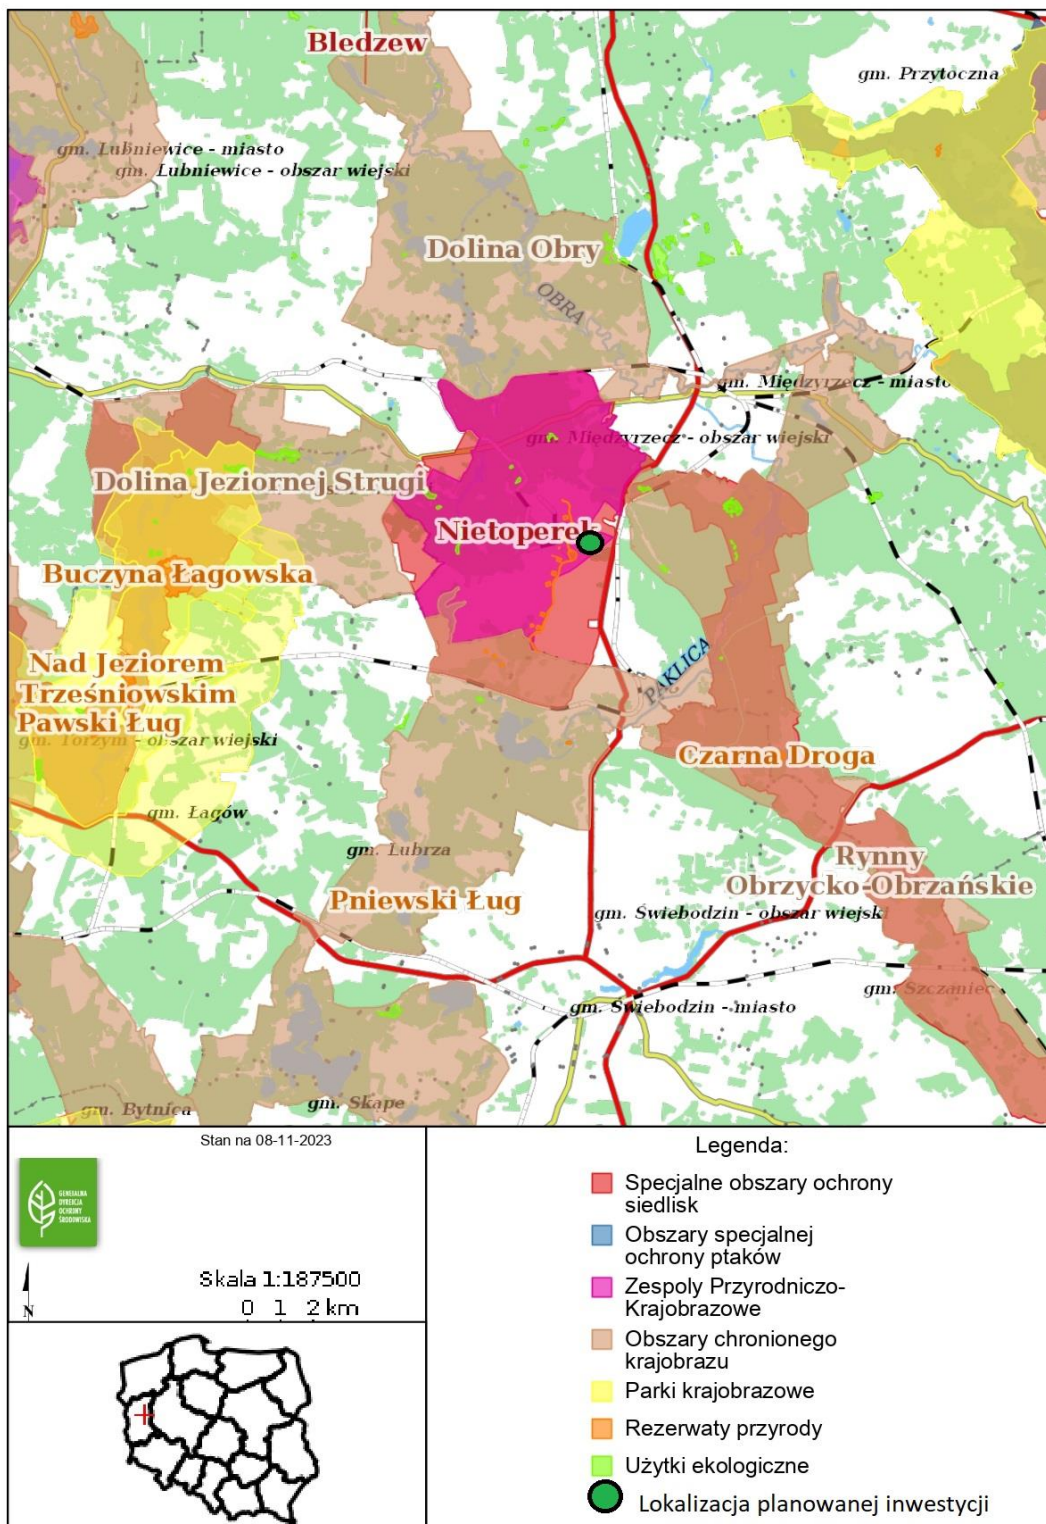 Bledzew
gm. Przytoczna
gm. Lubniewice - miasto
gm. Lubniewice - obszar wiejski
Dolina Obry
OBRA
gm. Międzyrzecz - miasto
gm. Międzyrzecz - obszar wiejski
Dolina Jeziornej Strugi
Nietoperek
Buczyna Łagowska
Nad Jeziorem
Trześniowskim
Pawski Ług
gm. Torzym - obszar wiejski
PAKLICA
Czarna Droga
gm. Łagów
gm. Lubrza
Rynny
Obrzycko-Obrzańskie
Pniewski Ług
gm. Świebodzin - obszar wiejski
gm. Szczaniec
gm. Świebodzin - miasto
gm. Bytnica
gm. Skąpe
Stan na 08-11-2023
GENERALNA
DYREKCJA
OCHRONY
ŚRODOWISKA
N
Skala 1:187500
0 1 2 km
Legenda:
Specjalne obszary ochrony
siedlisk
Obszary specjalnej
ochrony ptaków
Zespoly Przyrodniczo-
Krajobrazowe
Obszary chronionego
krajobrazu
Parki krajobrazowe
Rezerwaty przyrody
Użytki ekologiczne
Lokalizacja planowanej inwestycji